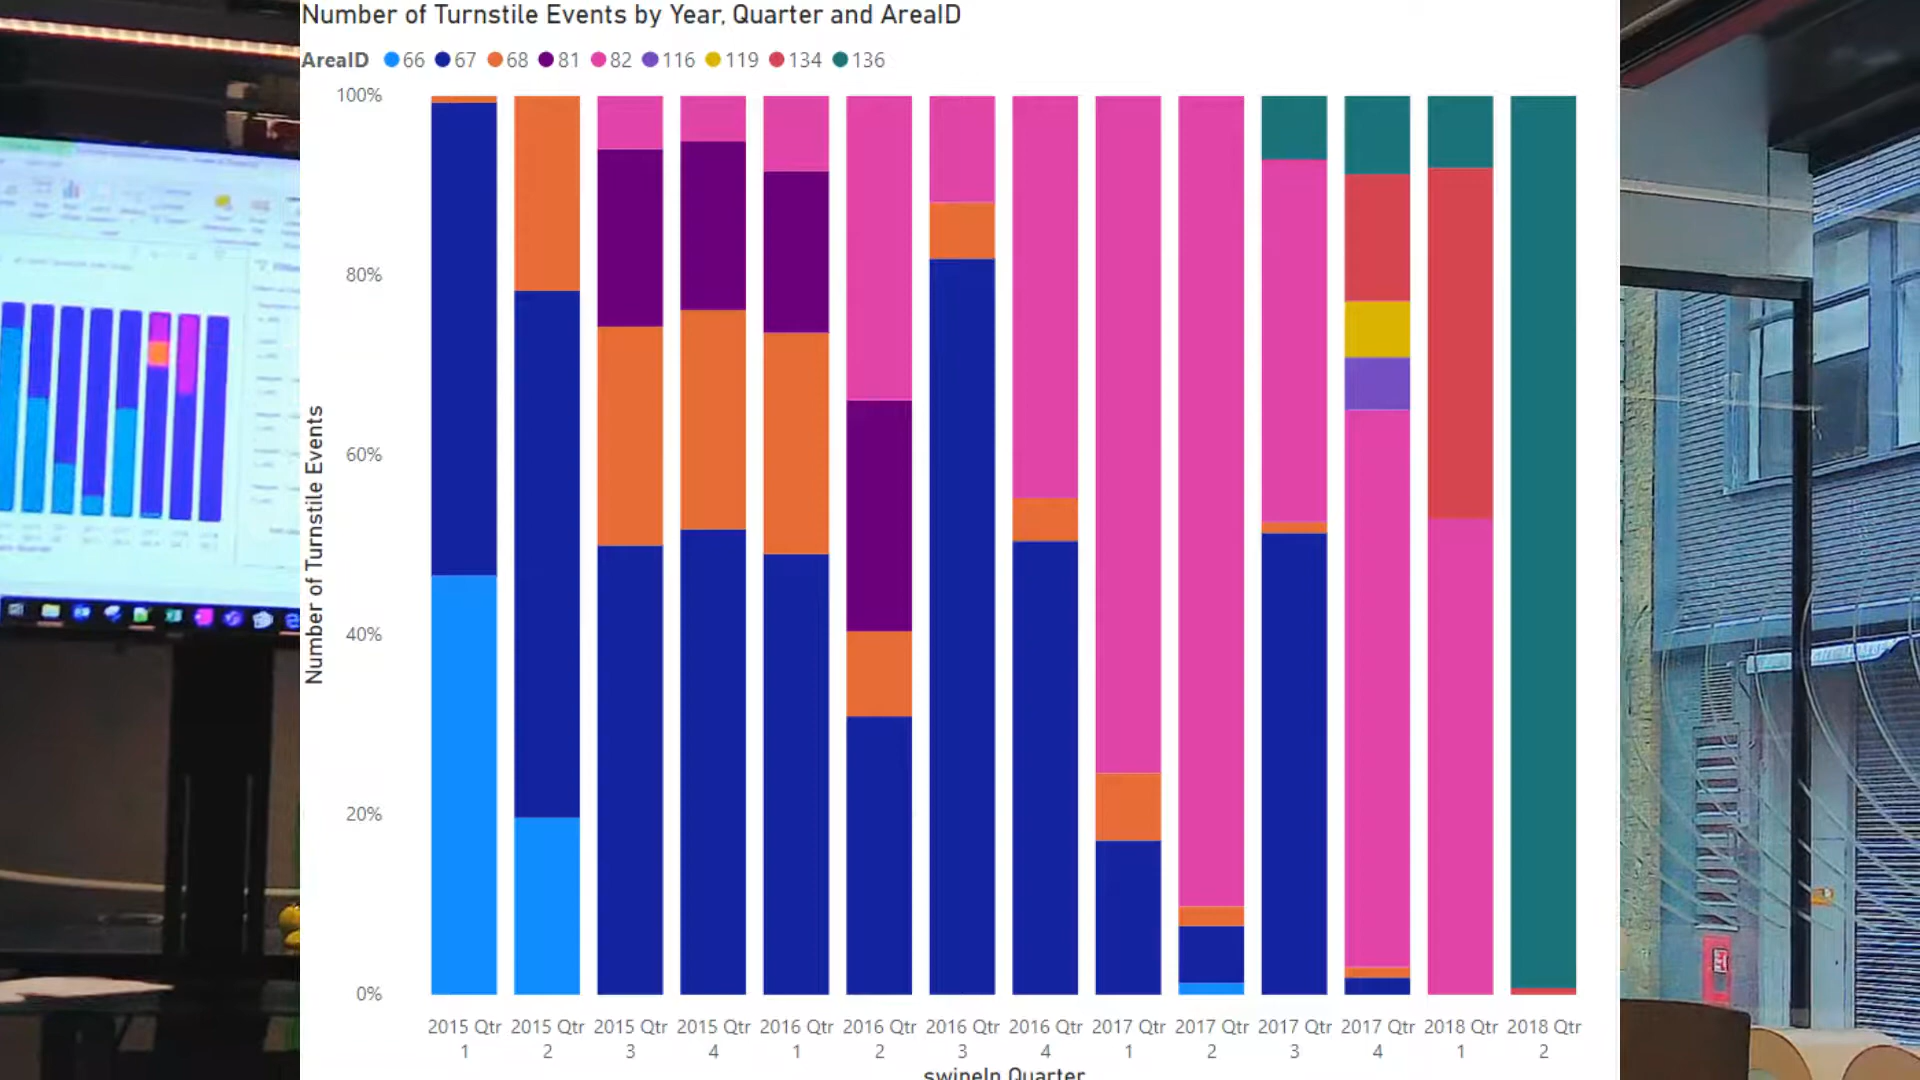 Number of Turnstile Events by Year, Quarter and AreaID
AreaID 66 67 68 81 82 116 119 134 136
100%
80%
60%
40%
20%
0%
Number of Turnstile Events
2015 Qtr 1
2015 Qtr 2
2015 Qtr 3
2015 Qtr 4
2016 Qtr 1
2016 Qtr 2
2016 Qtr 3
2016 Qtr 4
2017 Qtr 1
2017 Qtr 2
2017 Qtr 3
2017 Qtr 4
2018 Qtr 1
2018 Qtr 2
swipeIn Quarter